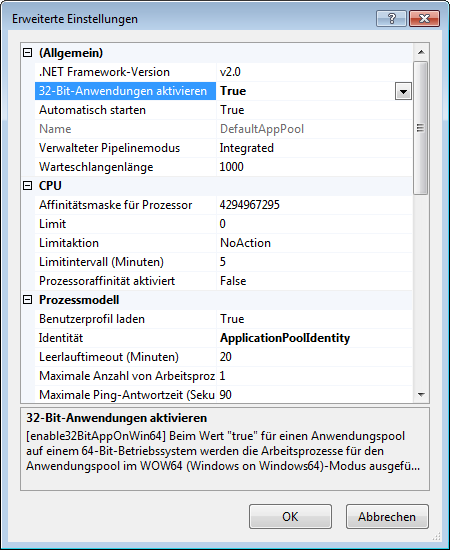 Erweiterte Einstellungen
(Allgemein)
.NET Framework-Version v2.0
32-Bit-Anwendungen aktivieren True
Automatisch starten True
Name DefaultAppPool
Verwalteter Pipelinemodus Integrated
Warteschlangenlänge 1000
CPU
Affinitätsmaske für Prozessor 4294967295
Limit 0
Limitaktion NoAction
Limitintervall (Minuten) 5
Prozessoraffinität aktiviert False
Prozessmodell
Benutzerprofil laden True
Identität ApplicationPoolIdentity
Leerlauftimeout (Minuten) 20
Maximale Anzahl von Arbeitsproz 1
Maximale Ping-Antwortzeit (Seku 90
32-Bit-Anwendungen aktivieren
[enable32BitAppOnWin64] Beim Wert "true" für einen Anwendungspool
auf einem 64-Bit-Betriebssystem werden die Arbeitsprozesse für den
Anwendungspool im WOW64 (Windows on Windows64)-Modus ausgefü...
OK Abbrechen